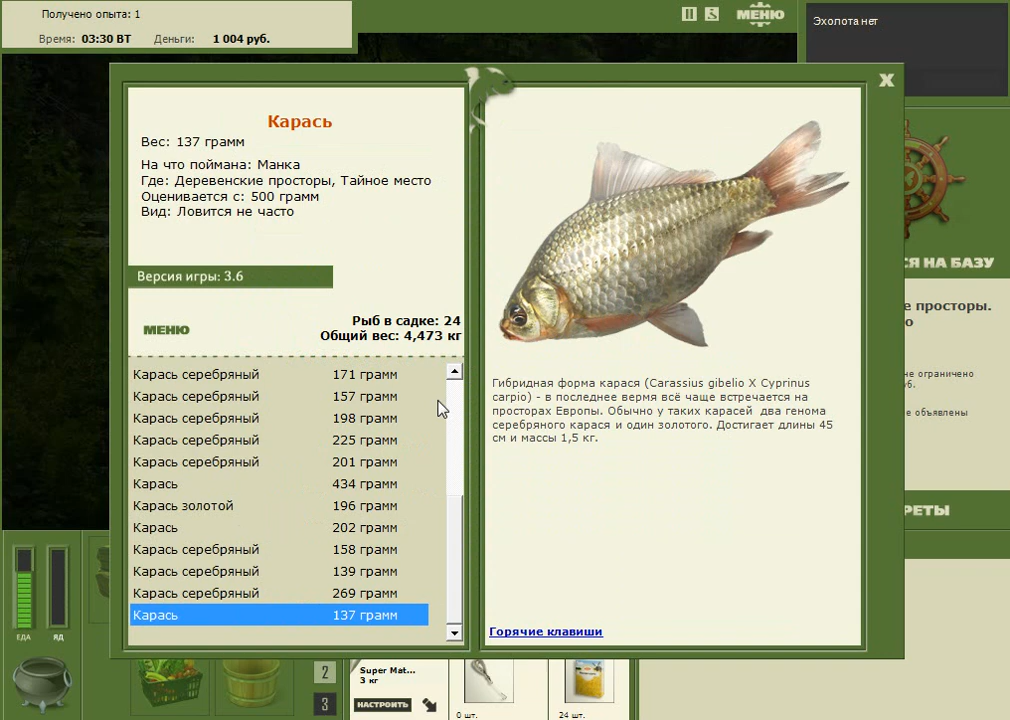 Получено опыта: 1
Время: 03:30 ВТ Деньги: 1 004 руб.
МЕНЮ
Эхолота нет
X
Карась
Вес: 137 грамм
На что поймана: Манка
Где: Деревенские просторы, Тайное место
Оценивается с: 500 грамм
Вид: Ловится не часто
Версия игры: 3.6
МЕНЮ
Рыб в садке: 24
Общий вес: 4,473 кг
Карась серебряный 171 грамм
Карась серебряный 157 грамм
Карась серебряный 198 грамм
Карась серебряный 225 грамм
Карась серебряный 201 грамм
Карась 434 грамм
Карась золотой 196 грамм
Карась 202 грамм
Карась серебряный 158 грамм
Карась серебряный 139 грамм
Карась серебряный 269 грамм
Карась 137 грамм
Гибридная форма карася (Carassius gibelio X Cyprinus
carpio) - в последнее вермя всё чаще встречается на
просторах Европы. Обычно у таких карасей два генома
серебряного карася и один золотого. Достигает длины 45
см и массы 1,5 кг.
Горячие клавиши
СЯ НА БАЗУ
е просторы.
о
не ограничено
уб.
е объявлены
РЕТЫ
ЕДА
ЯД
2
3
Super Mat...
3 кг
НАСТРОИТЬ
0 шт.
24 шт.